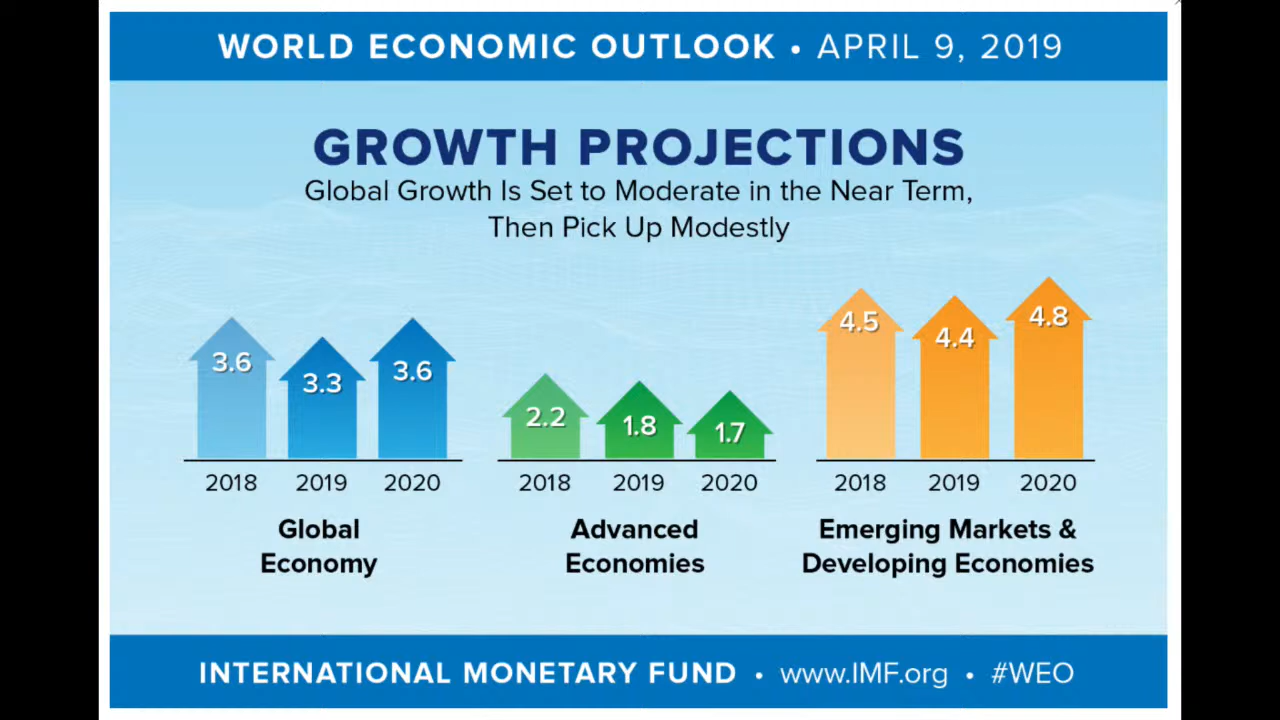 WORLD ECONOMIC OUTLOOK • APRIL 9, 2019
GROWTH PROJECTIONS
Global Growth Is Set to Moderate in the Near Term,
Then Pick Up Modestly
3.6 3.3 3.6
2018 2019 2020
Global
Economy
2.2 1.8 1.7
2018 2019 2020
Advanced
Economies
4.5 4.4 4.8
2018 2019 2020
Emerging Markets &
Developing Economies
INTERNATIONAL MONETARY FUND • www.IMF.org • #WEO